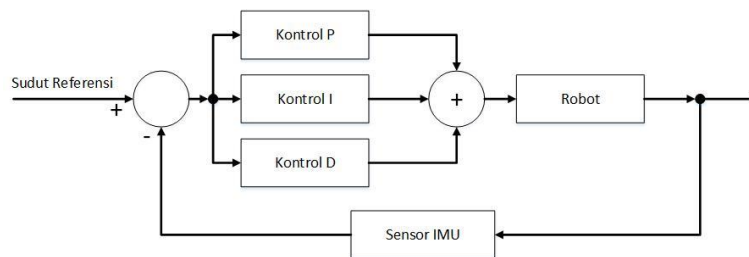 Kontrol P
Sudut Referensi
+
-
Kontrol I
+
Robot
Kontrol D
Sensor IMU